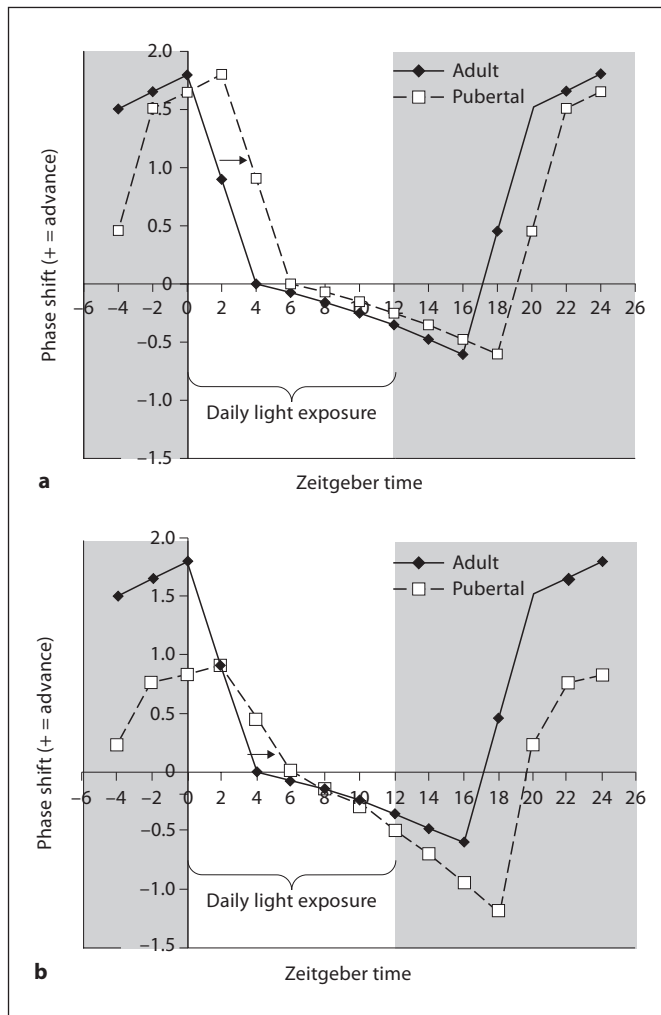 2.0
1.5
1.0
0.5
0
–0.5
–1.0
–1.5
Phase shift (+ = advance)
–6 –4 –2 0 2 4 6 8 10 12 14 16 18 20 22 24 26
Adult
Pubertal
Daily light exposure
Zeitgeber time
a
2.0
1.5
1.0
0.5
0
–0.5
–1.0
–1.5
Phase shift (+ = advance)
–6 –4 –2 0 2 4 6 8 10 12 14 16 18 20 22 24 26
Adult
Pubertal
Daily light exposure
Zeitgeber time
b